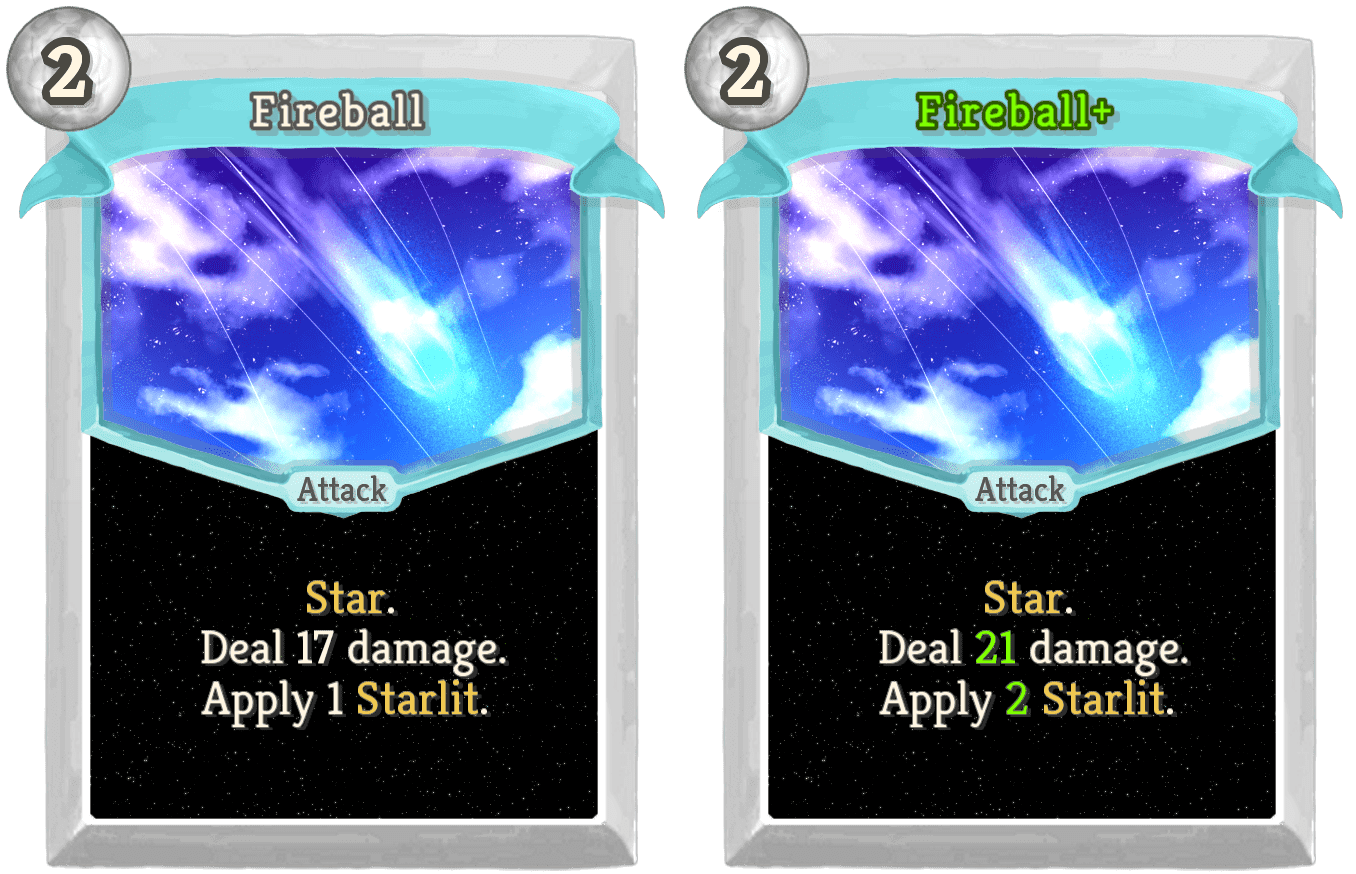 2
Fireball
Attack
Star.
Deal 17 damage.
Apply 1 Starlit.
2
Fireball+
Attack
Star.
Deal 21 damage.
Apply 2 Starlit.